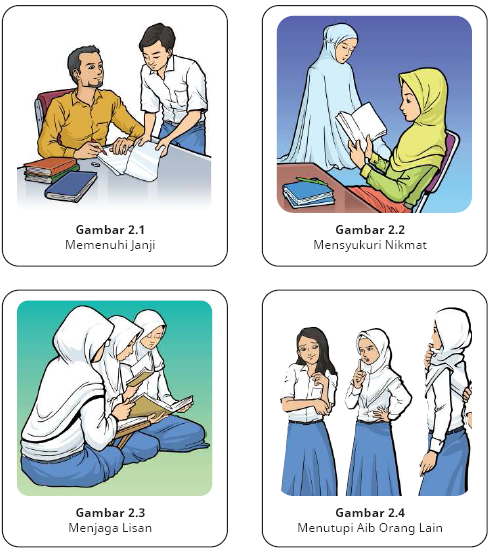 Gambar 2.1
Memenuhi Janji
Gambar 2.2
Mensyukuri Nikmat
Gambar 2.3
Menjaga Lisan
Gambar 2.4
Menutupi Aib Orang Lain